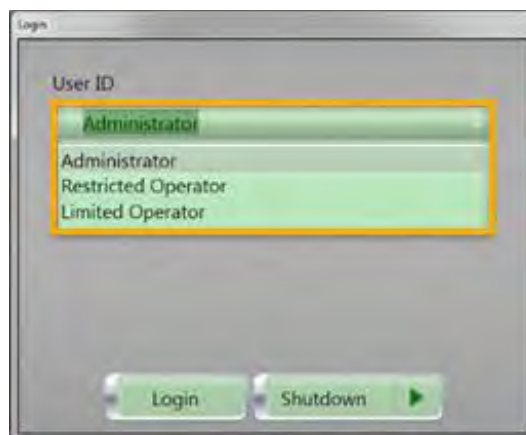 Login
User ID
Administrator
Administrator
Restricted Operator
Limited Operator
Login
Shutdown